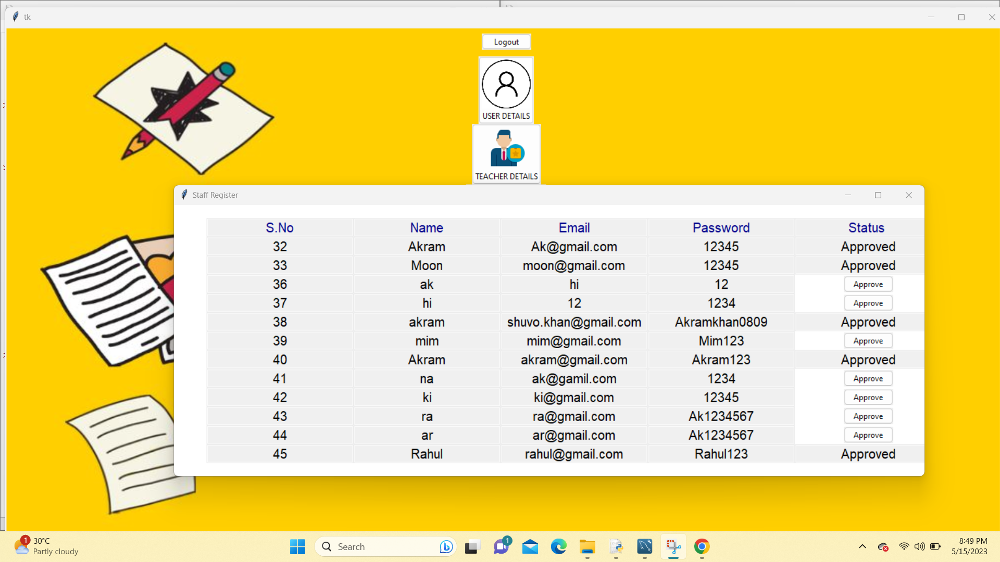 tk
Logout
USER DETAILS
TEACHER DETAILS
Staff Register
S.No Name Email Password Status
32 Akram Ak@gmail.com 12345 Approved
33 Moon moon@gmail.com 12345 Approved
36 ak hi 12 Approve
37 hi 12 1234 Approve
38 akram shuvo.khan@gmail.com Akramkhan0809 Approved
39 mim mim@gmail.com Mim123 Approve
40 Akram akram@gmail.com Akram123 Approved
41 na ak@gamil.com 1234 Approve
42 ki ki@gmail.com 12345 Approve
43 ra ra@gmail.com Ak1234567 Approve
44 ar ar@gmail.com Ak1234567 Approve
45 Rahul rahul@gmail.com Rahul123 Approved
1
30°C
Partly cloudy
Search
1
8:49 PM
5/15/2023